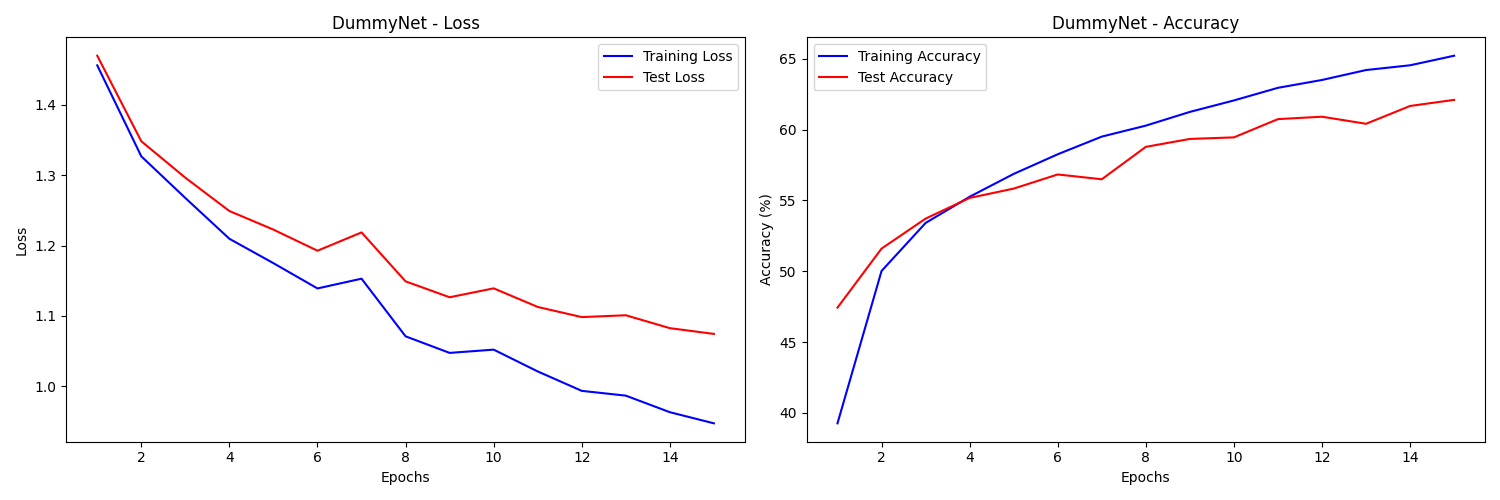 DummyNet - Loss
Training Loss
Test Loss
1.4
1.3
1.2
1.1
1.0
Loss
2 4 6 8 10 12 14
Epochs
DummyNet - Accuracy
Training Accuracy
Test Accuracy
65
60
55
50
45
40
Accuracy (%)
2 4 6 8 10 12 14
Epochs